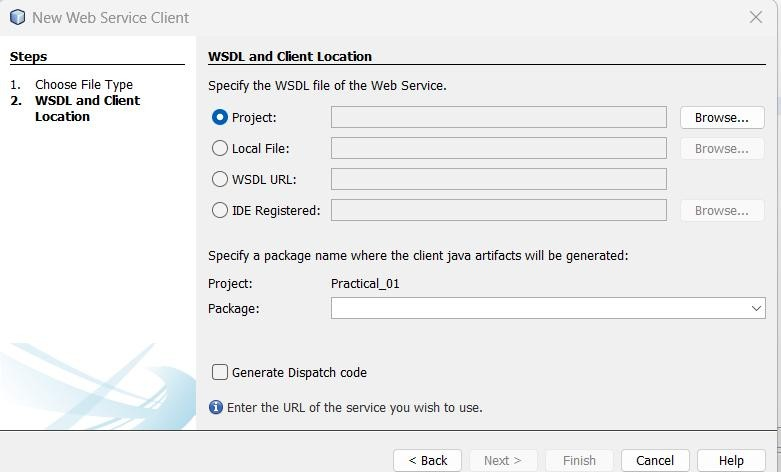 New Web Service Client
Steps
1. Choose File Type
2. WSDL and Client
Location
WSDL and Client Location
Specify the WSDL file of the Web Service.
Project: Browse...
Local File: Browse...
WSDL URL:
IDE Registered: Browse...
Specify a package name where the client java artifacts will be generated:
Project: Practical_01
Package:
Generate Dispatch code
Enter the URL of the service you wish to use.
< Back Next > Finish Cancel Help